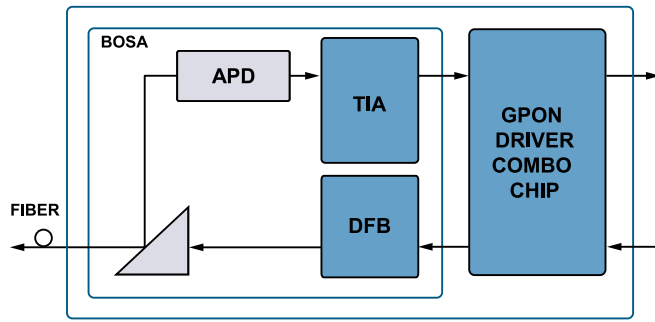 BOSA
APD
TIA
GPON
DRIVER
COMBO
CHIP
FIBER
DFB